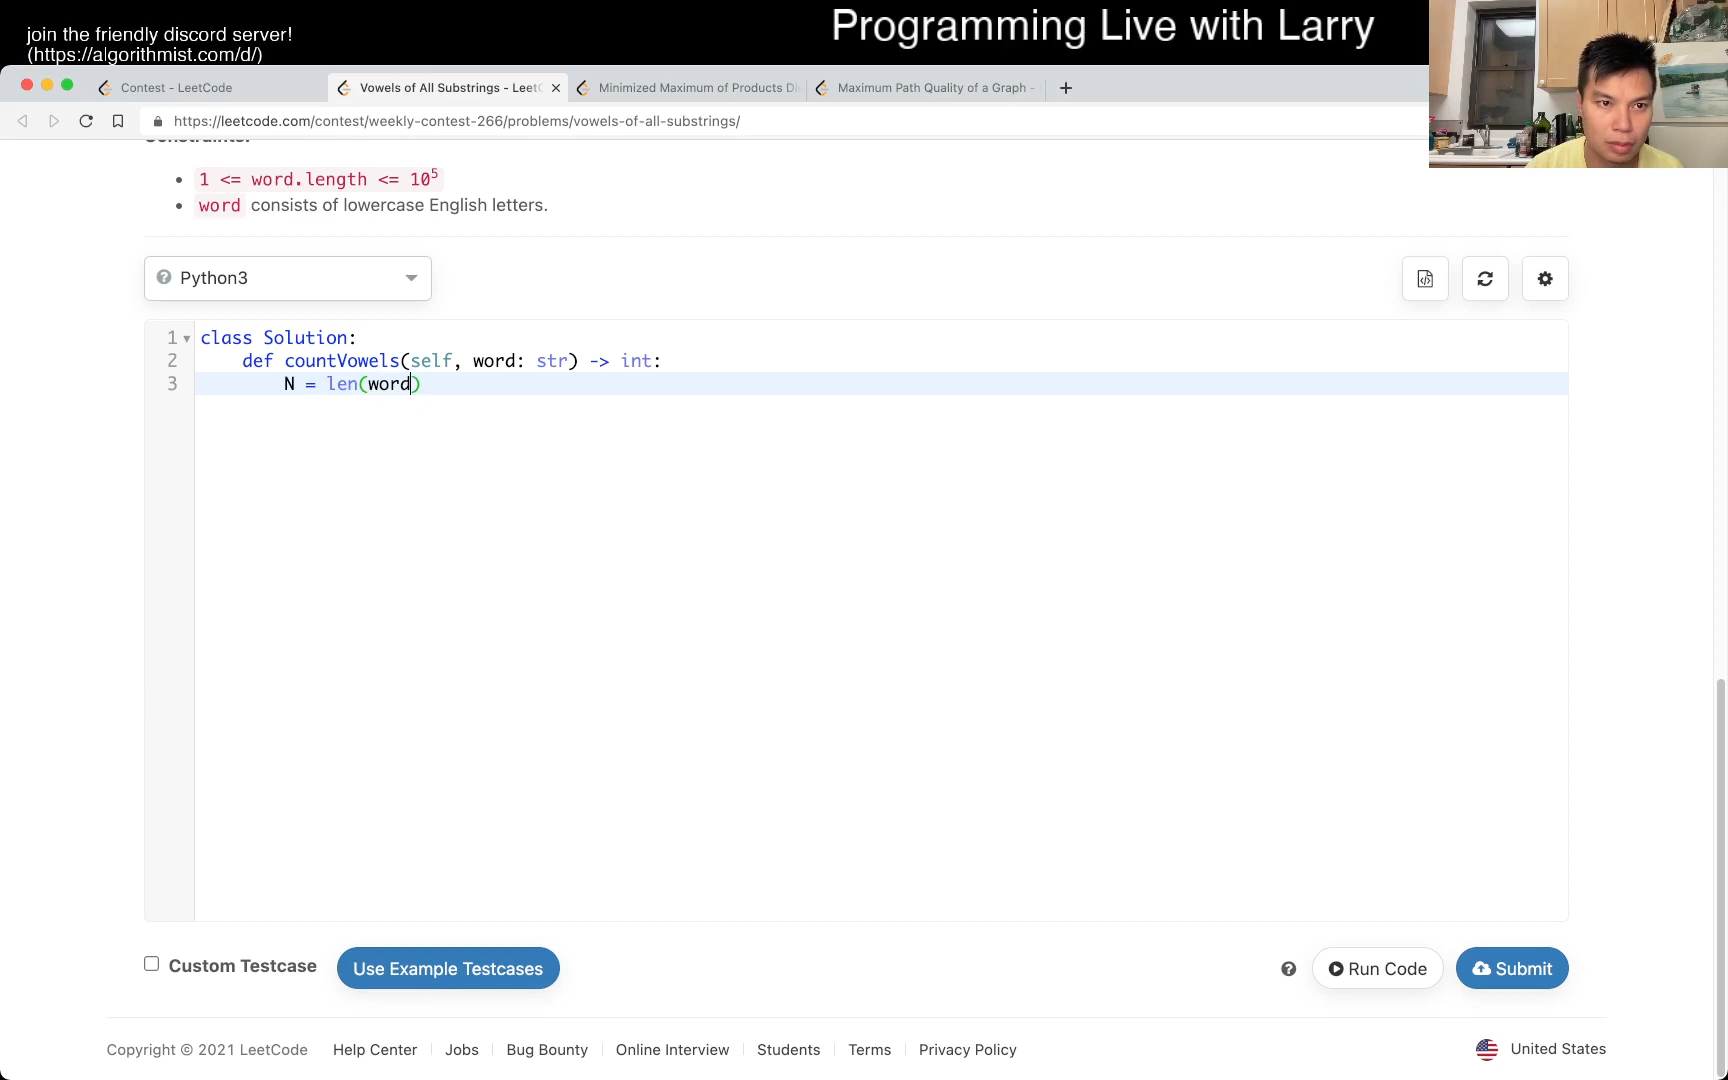 join the friendly discord server!
(https://algorithmist.com/d/)
Programming Live with Larry
Contest - LeetCode
Vowels of All Substrings - LeetC
Minimized Maximum of Products Di
Maximum Path Quality of a Graph -
https://leetcode.com/contest/weekly-contest-266/problems/vowels-of-all-substrings/
Constraints:
1 <= word.length <= 10⁵
word consists of lowercase English letters.
Python3
1 class Solution:
2 def countVowels(self, word: str) -> int:
3 N = len(word)
Custom Testcase
Use Example Testcases
Run Code
Submit
Copyright © 2021 LeetCode
Help Center
Jobs
Bug Bounty
Online Interview
Students
Terms
Privacy Policy
United States